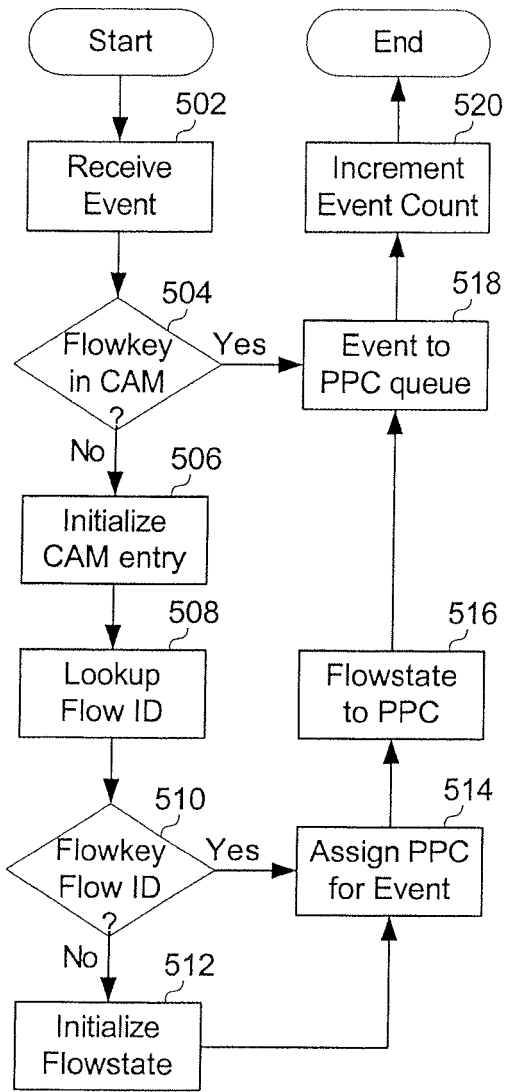 Start
502
Receive
Event
504
Flowkey
in CAM
?
Yes
No
506
Initialize
CAM entry
508
Lookup
Flow ID
510
Flowkey
Flow ID
?
Yes
No
512
Initialize
Flowstate
514
Assign PPC
for Event
516
Flowstate
to PPC
518
Event to
PPC queue
520
Increment
Event Count
End